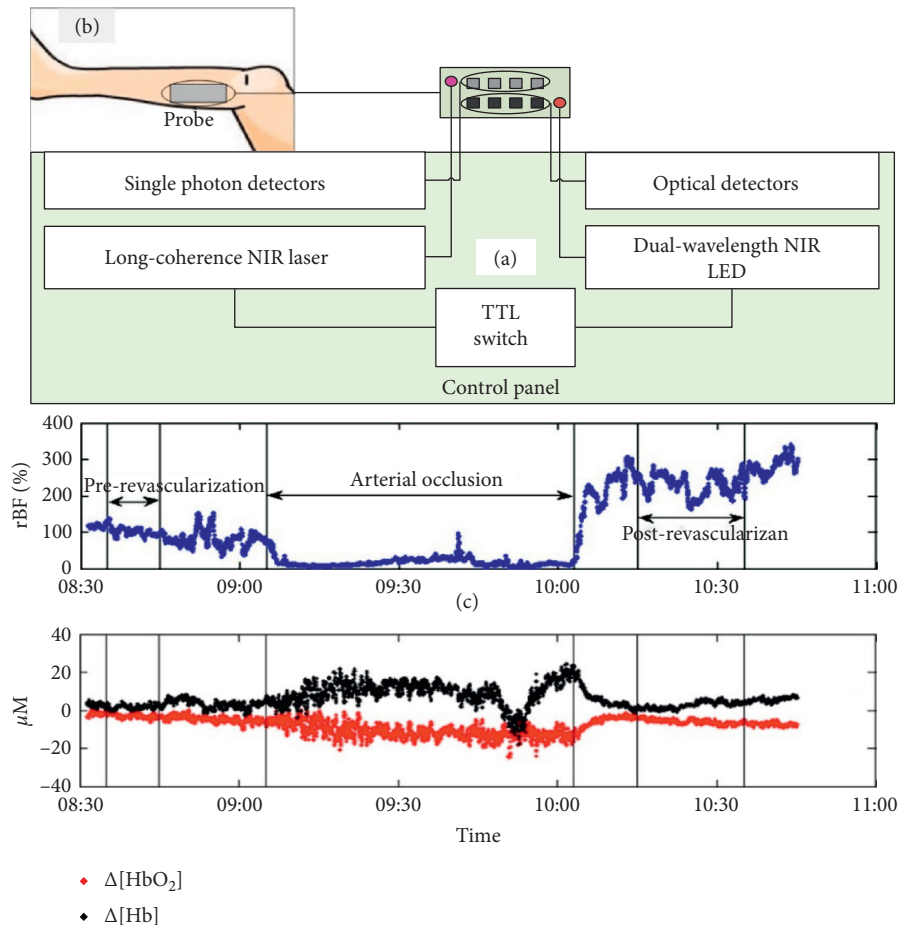 (b)
Probe
Single photon detectors
Optical detectors
Long-coherence NIR laser
(a)
Dual-wavelength NIR
LED
TTL
switch
Control panel
rBF (%)
400
300
200
100
0
Pre-revascularization
Arterial occlusion
Post-revascularizan
08:30
09:00
09:30
10:00
10:30
11:00
(c)
μM
40
20
0
−20
−40
08:30
09:00
09:30
10:00
10:30
11:00
Time
Δ[HbO₂]
Δ[Hb]